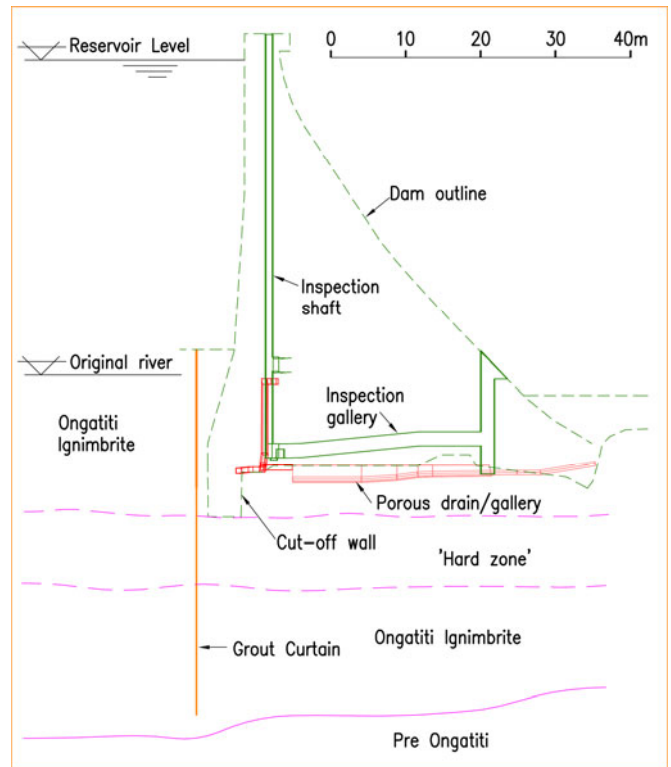 Reservoir Level
0 10 20 30 40m
Dam outline
Inspection
shaft
Original river
Ongatiti
Ignimbrite
Inspection
gallery
Porous drain/gallery
Cut-off wall
'Hard zone'
Grout Curtain
Ongatiti Ignimbrite
Pre Ongatiti